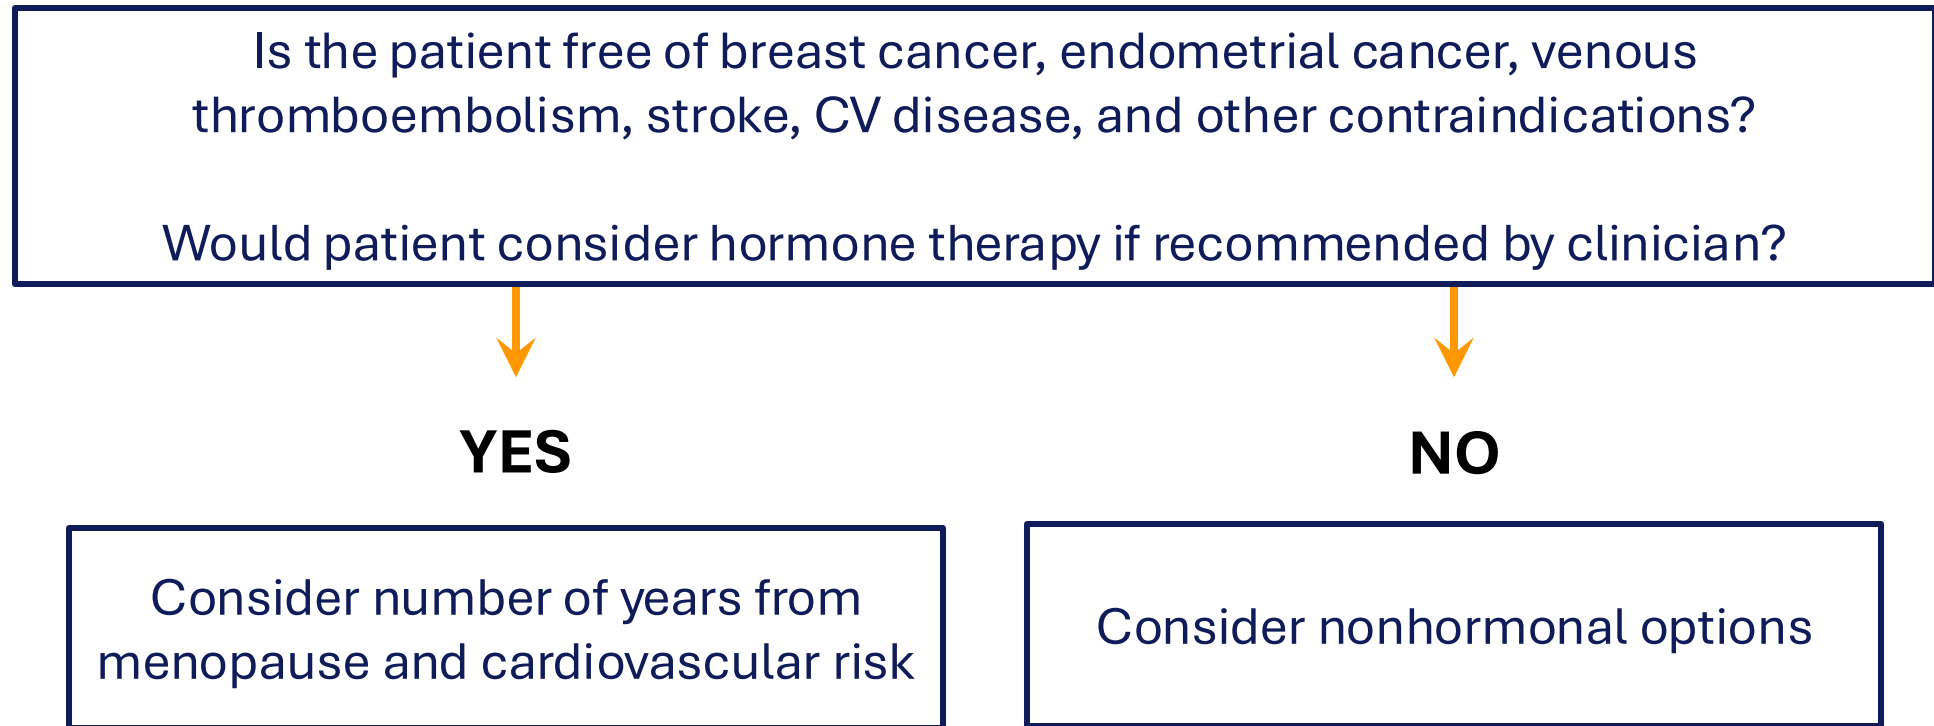 Is the patient free of breast cancer, endometrial cancer, venous
thromboembolism, stroke, CV disease, and other contraindications?
Would patient consider hormone therapy if recommended by clinician?
YES
NO
Consider number of years from
menopause and cardiovascular risk
Consider nonhormonal options